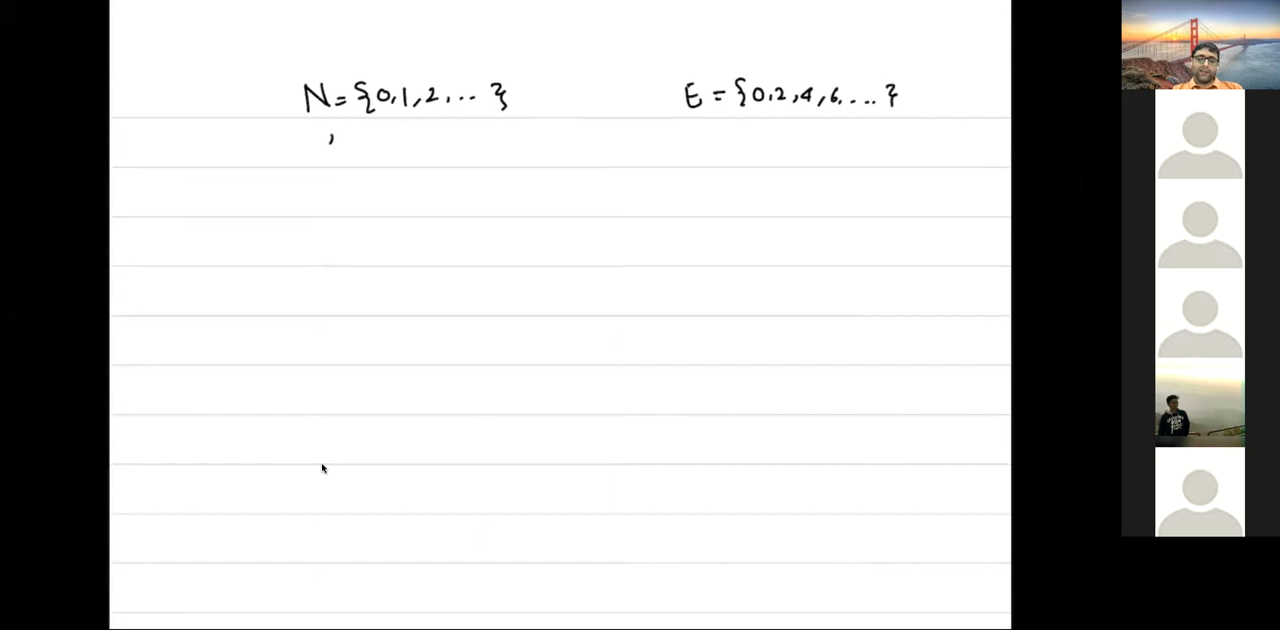 N = {0, 1, 2, ... }
E = {0, 2, 4, 6, .... }